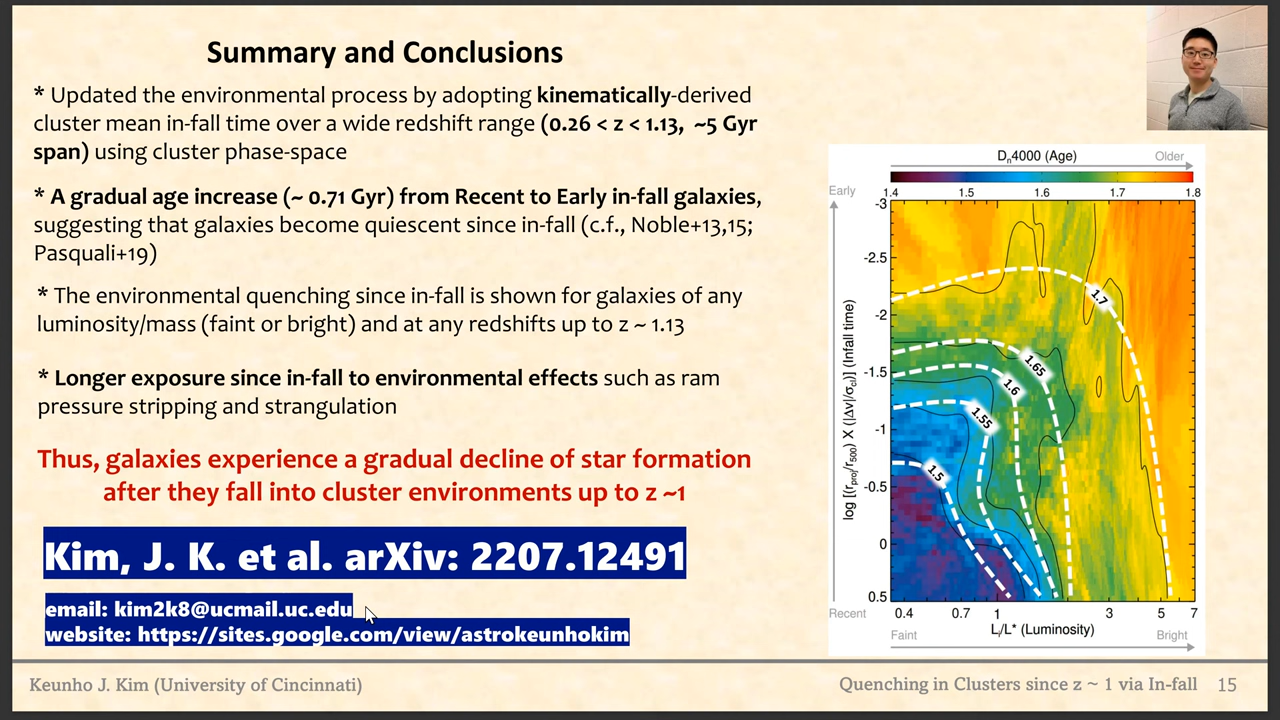 Summary and Conclusions
* Updated the environmental process by adopting kinematically-derived
cluster mean in-fall time over a wide redshift range (0.26 < z < 1.13, ~5 Gyr
span) using cluster phase-space
* A gradual age increase (~ 0.71 Gyr) from Recent to Early in-fall galaxies,
suggesting that galaxies become quiescent since in-fall (c.f., Noble+13,15;
Pasquali+19)
* The environmental quenching since in-fall is shown for galaxies of any
luminosity/mass (faint or bright) and at any redshifts up to z ~ 1.13
* Longer exposure since in-fall to environmental effects such as ram
pressure stripping and strangulation
Thus, galaxies experience a gradual decline of star formation
after they fall into cluster environments up to z ~1
Kim, J. K. et al. arXiv: 2207.12491
email: kim2k8@ucmail.uc.edu
website: https://sites.google.com/view/astrokeunhokim
Dn4000 (Age)
Older
1.4 1.5 1.6 1.7 1.8
Early
-3
-2.5
-2
-1.5
-1
-0.5
0
0.5
Recent
log [(rproj/r500) X (|Δv|/σcl)] (Infall time)
1.7
1.65
1.6
1.55
1.5
0.4 0.7 1 3 5 7
Li/L* (Luminosity)
Faint
Bright
Keunho J. Kim (University of Cincinnati)
Quenching in Clusters since z ~ 1 via In-fall 15